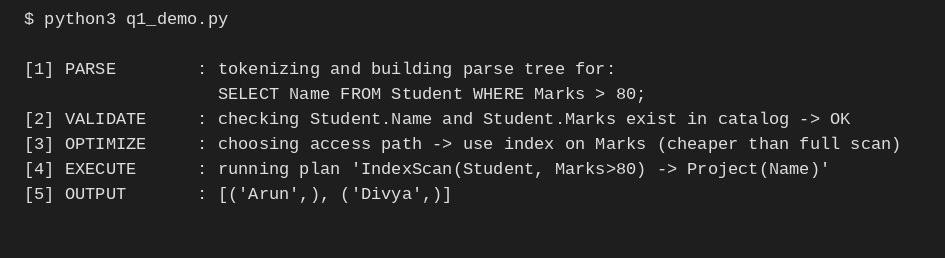 $ python3 q1_demo.py
[1] PARSE        : tokenizing and building parse tree for:
                   SELECT Name FROM Student WHERE Marks > 80;
[2] VALIDATE     : checking Student.Name and Student.Marks exist in catalog -> OK
[3] OPTIMIZE     : choosing access path -> use index on Marks (cheaper than full scan)
[4] EXECUTE      : running plan 'IndexScan(Student, Marks>80) -> Project(Name)'
[5] OUTPUT       : [('Arun',), ('Divya',)]